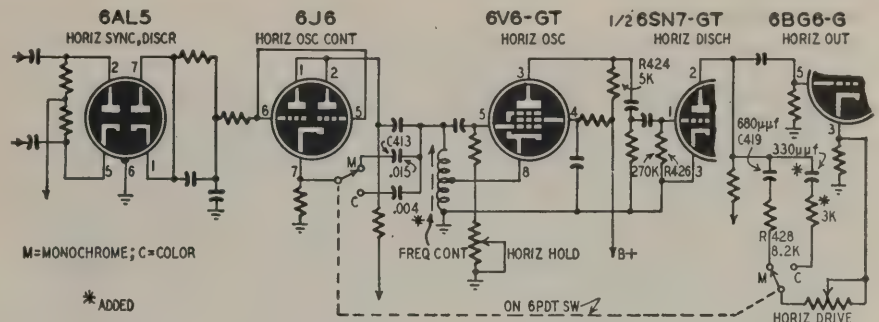 6AL5
HORIZ SYNC, DISCR
2 7
5 6 1
6J6
HORIZ OSC CONT
1 2
6 5
7
6V6-GT
HORIZ OSC
3
5 4
8
1/2 6SN7-GT
HORIZ DISCH
2
1
3
6BG6-G
HORIZ OUT
5
3
R424
5K
C413
.015
M
C
.004
*
FREQ CONT
HORIZ HOLD
270K
R426
B+
680µµf
C419
330µµf
*
*
3K
R428
8.2K
M
C
HORIZ DRIVE
ON 6PDT SW
M=MONOCHROME; C=COLOR
* ADDED